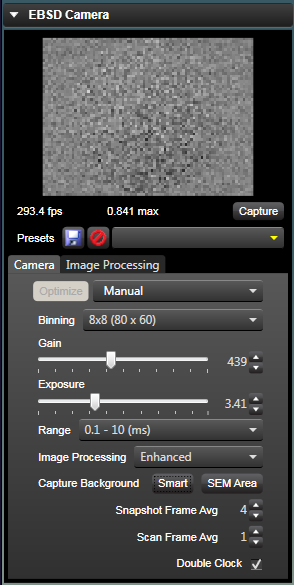 EBSD Camera
293.4 fps 0.841 max Capture
Presets
Camera Image Processing
Optimize Manual
Binning 8x8 (80 x 60)
Gain
439
Exposure
3.41
Range 0.1 - 10 (ms)
Image Processing Enhanced
Capture Background Smart SEM Area
Snapshot Frame Avg 4
Scan Frame Avg 1
Double Clock